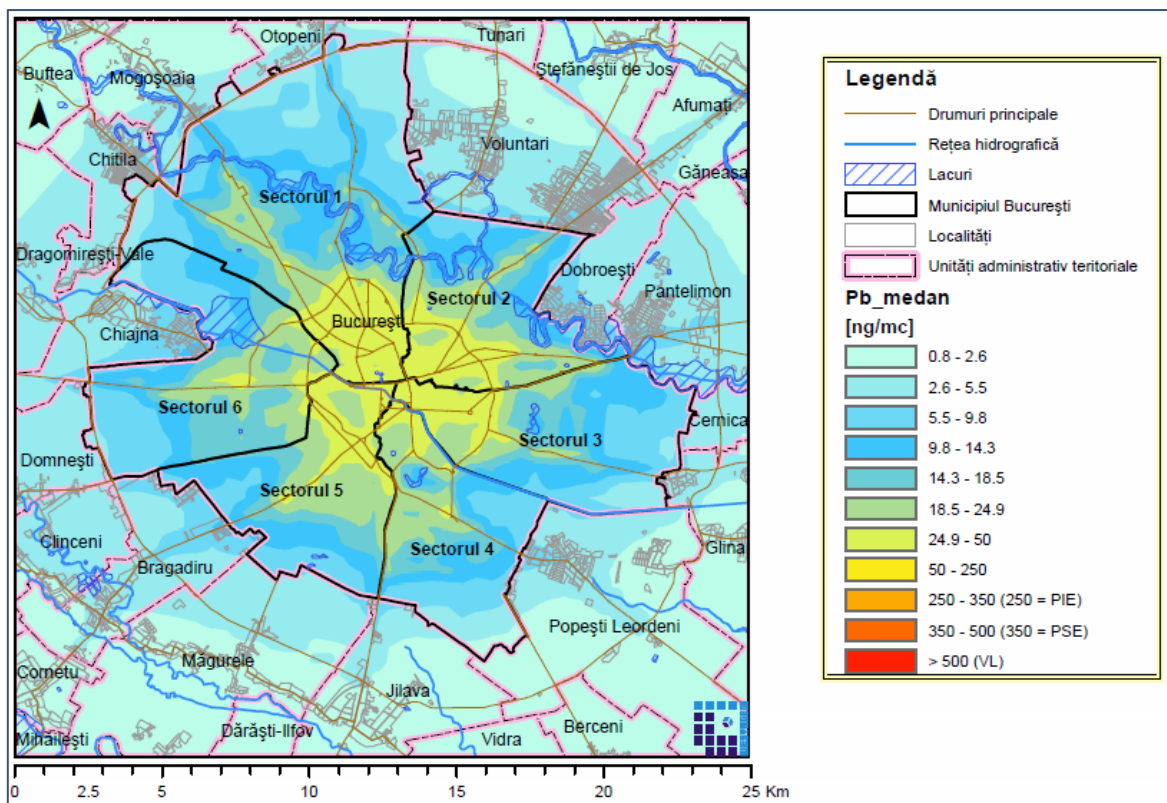 Otopeni
Tunari
Buftea
Mogoşoaia
Ştefăneştii de Jos
N
Afumaţi
Chitila
Voluntari
Găneasa
Sectorul 1
Dragomireşti-Vale
Dobroeşti
Sectorul 2
Pantelimon
Bucureşti
Chiajna
Sectorul 6
Sectorul 3
Cernica
Domneşti
Sectorul 5
Clinceni
Sectorul 4
Glina
Bragadiru
Popeşti Leordeni
Măgurele
Cornetu
Jilava
Mihăileşti
Dărăşti-Ilfov
Vidra
Berceni
0 2.5 5 10 15 20 25 Km
Legendă
Drumuri principale
Reţea hidrografică
Lacuri
Municipiul Bucureşti
Localităţi
Unităţi administrativ teritoriale
Pb_medan
[ng/mc]
0.8 - 2.6
2.6 - 5.5
5.5 - 9.8
9.8 - 14.3
14.3 - 18.5
18.5 - 24.9
24.9 - 50
50 - 250
250 - 350 (250 = PIE)
350 - 500 (350 = PSE)
> 500 (VL)